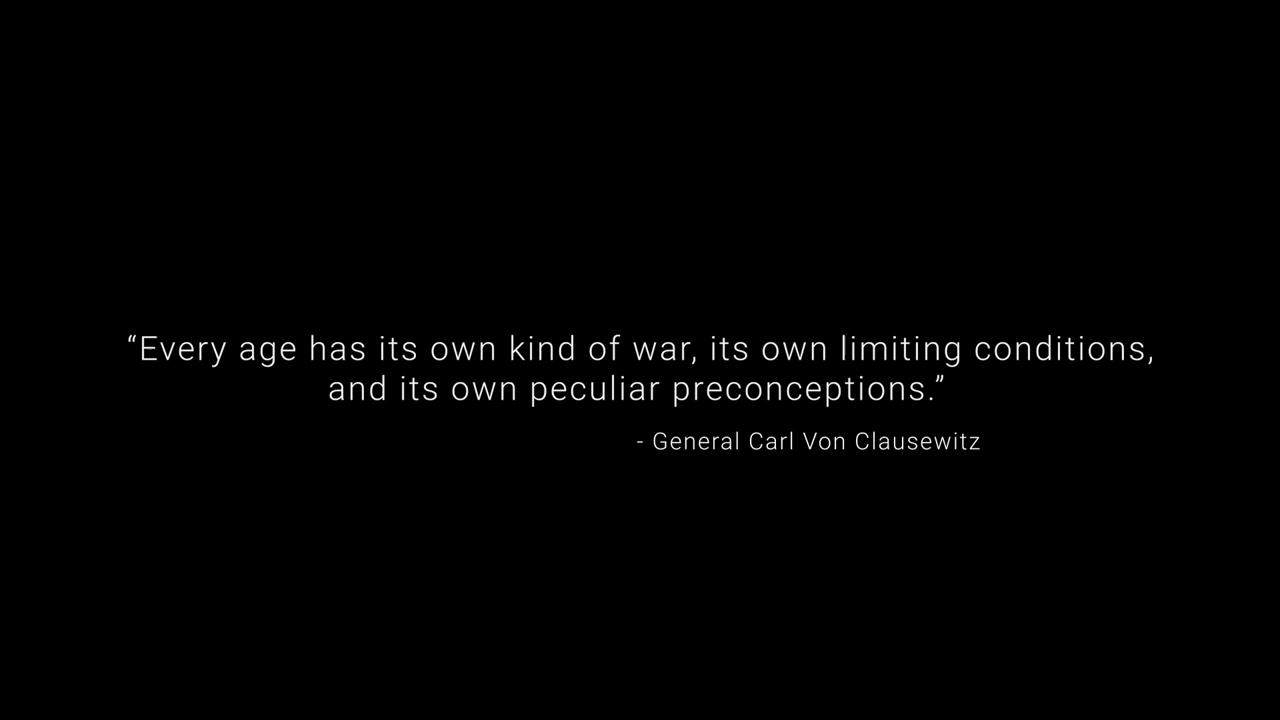 “Every age has its own kind of war, its own limiting conditions,
and its own peculiar preconceptions.”
- General Carl Von Clausewitz